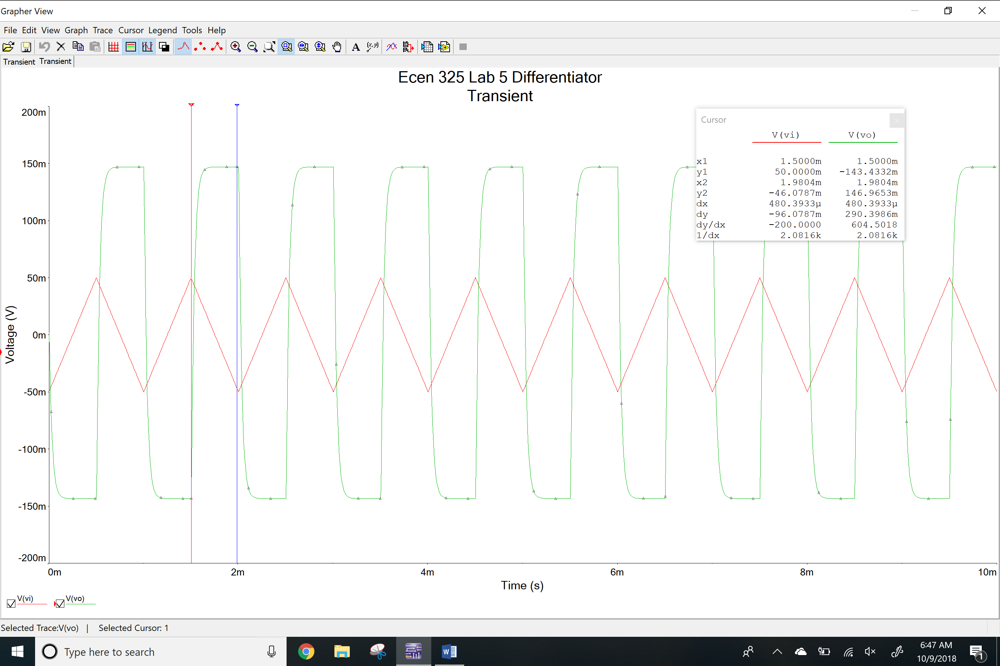 Grapher View
File Edit View Graph Trace Cursor Legend Tools Help
A (x,y)
Transient Transient
Ecen 325 Lab 5 Differentiator
Transient
Cursor
V(vi) V(vo)
x1 1.5000m 1.5000m
y1 50.0000m -143.4332m
x2 1.9804m 1.9804m
y2 -46.0787m 146.9653m
dx 480.3933µ 480.3933µ
dy -96.0787m 290.3986m
dy/dx -200.0000 604.5018
1/dx 2.0816k 2.0816k
200m
150m
100m
50m
0m
-50m
-100m
-150m
-200m
Voltage (V)
0m 2m 4m 6m 8m 10m
Time (s)
V(vi) V(vo)
Selected Trace:V(vo) | Selected Cursor: 1
Type here to search
W
6:47 AM
10/9/2018
1